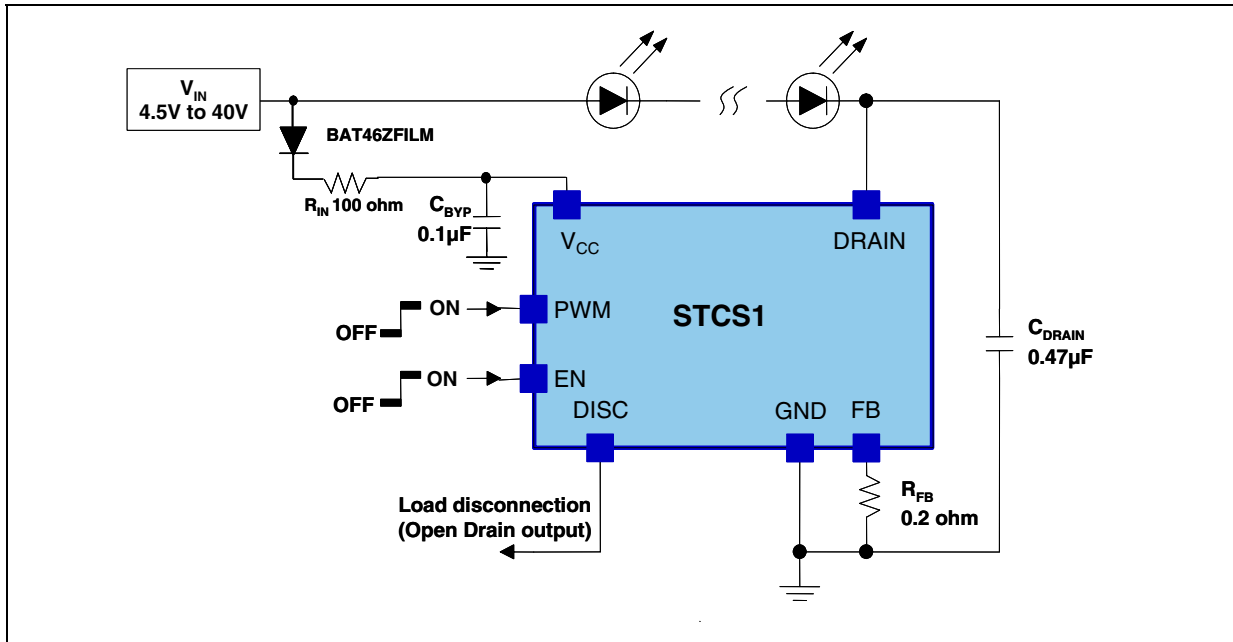 V_IN
4.5V to 40V
BAT46ZFILM
R_IN 100 ohm
C_BYP
0.1µF
V_CC
DRAIN
ON
OFF
PWM
STCS1
C_DRAIN
0.47µF
ON
OFF
EN
DISC
GND
FB
Load disconnection
(Open Drain output)
R_FB
0.2 ohm